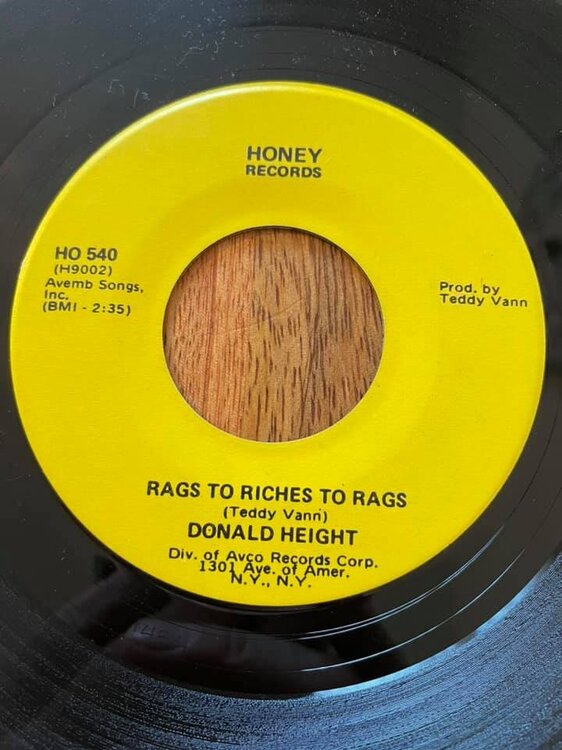 HONEY
RECORDS
HO 540
(H9002)
Avemb Songs,
Inc.
(BMI - 2:35)
Prod. by
Teddy Vann
RAGS TO RICHES TO RAGS
(Teddy Vann)
DONALD HEIGHT
Div. of Avco Records Corp.
1301 Ave. of Amer.
N.Y., N.Y.